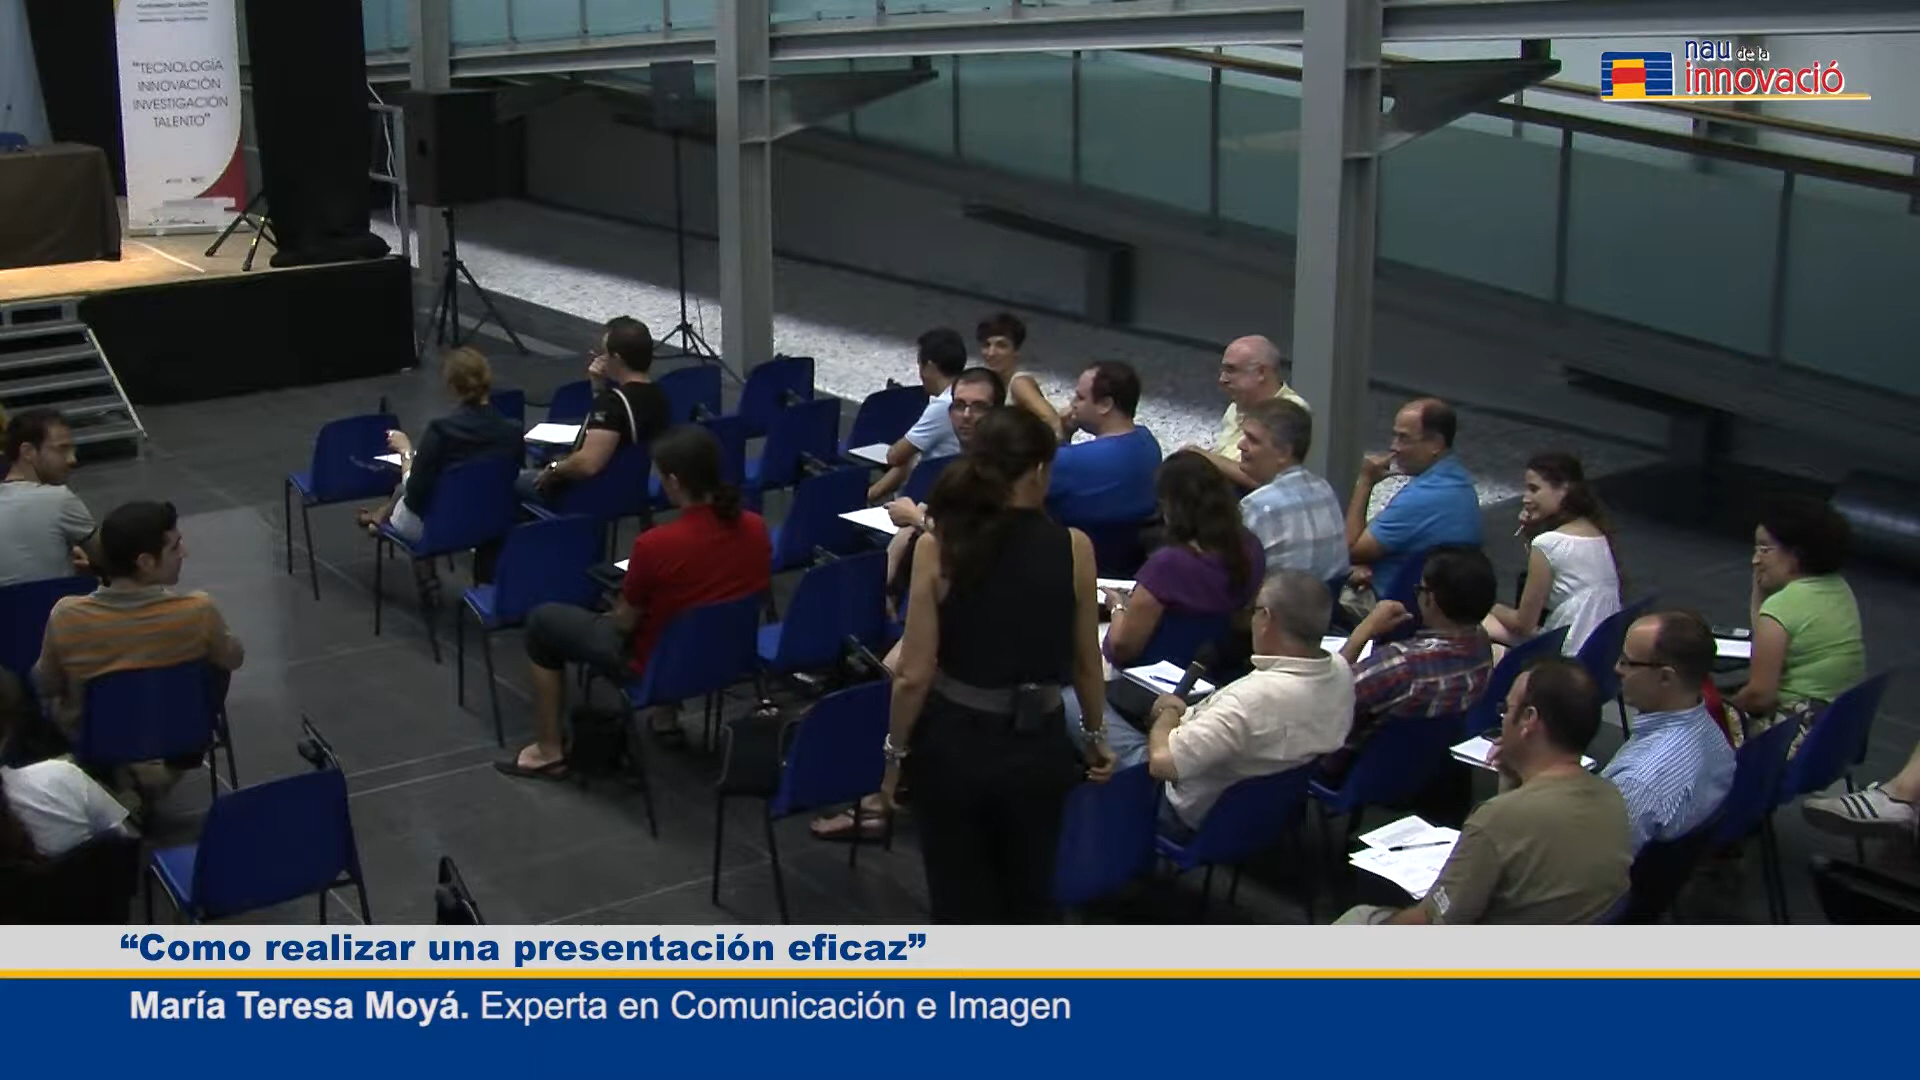 "TECNOLOGÍA
INNOVACIÓN
INVESTIGACIÓN
TALENTO"
nau de la
innovació
“Como realizar una presentación eficaz”
María Teresa Moyá. Experta en Comunicación e Imagen